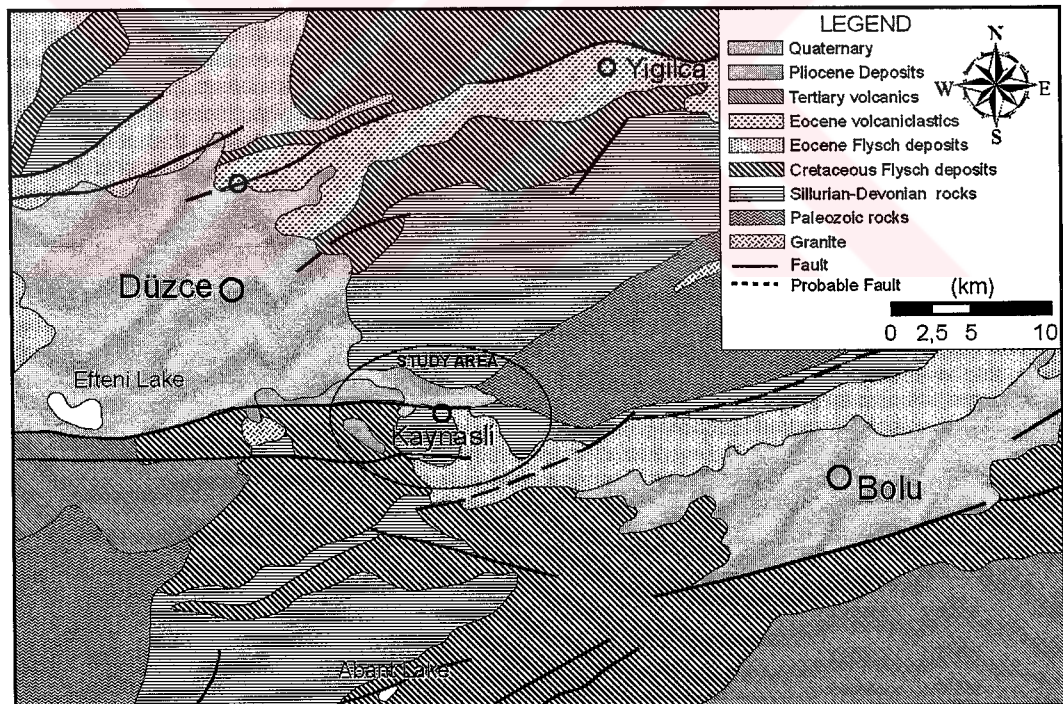 LEGEND
Quaternary
Pliocene Deposits
Tertiary volcanics
Eocene volcaniclastics
Eocene Flysch deposits
Cretaceous Flysch deposits
Sillurian-Devonian rocks
Paleozoic rocks
Granite
Fault
Probable Fault
(km)
0 2,5 5 10
N
W E
S
Yigilca
Düzce
STUDY AREA
Efteni Lake
Kaynasli
Bolu
Abant Lake